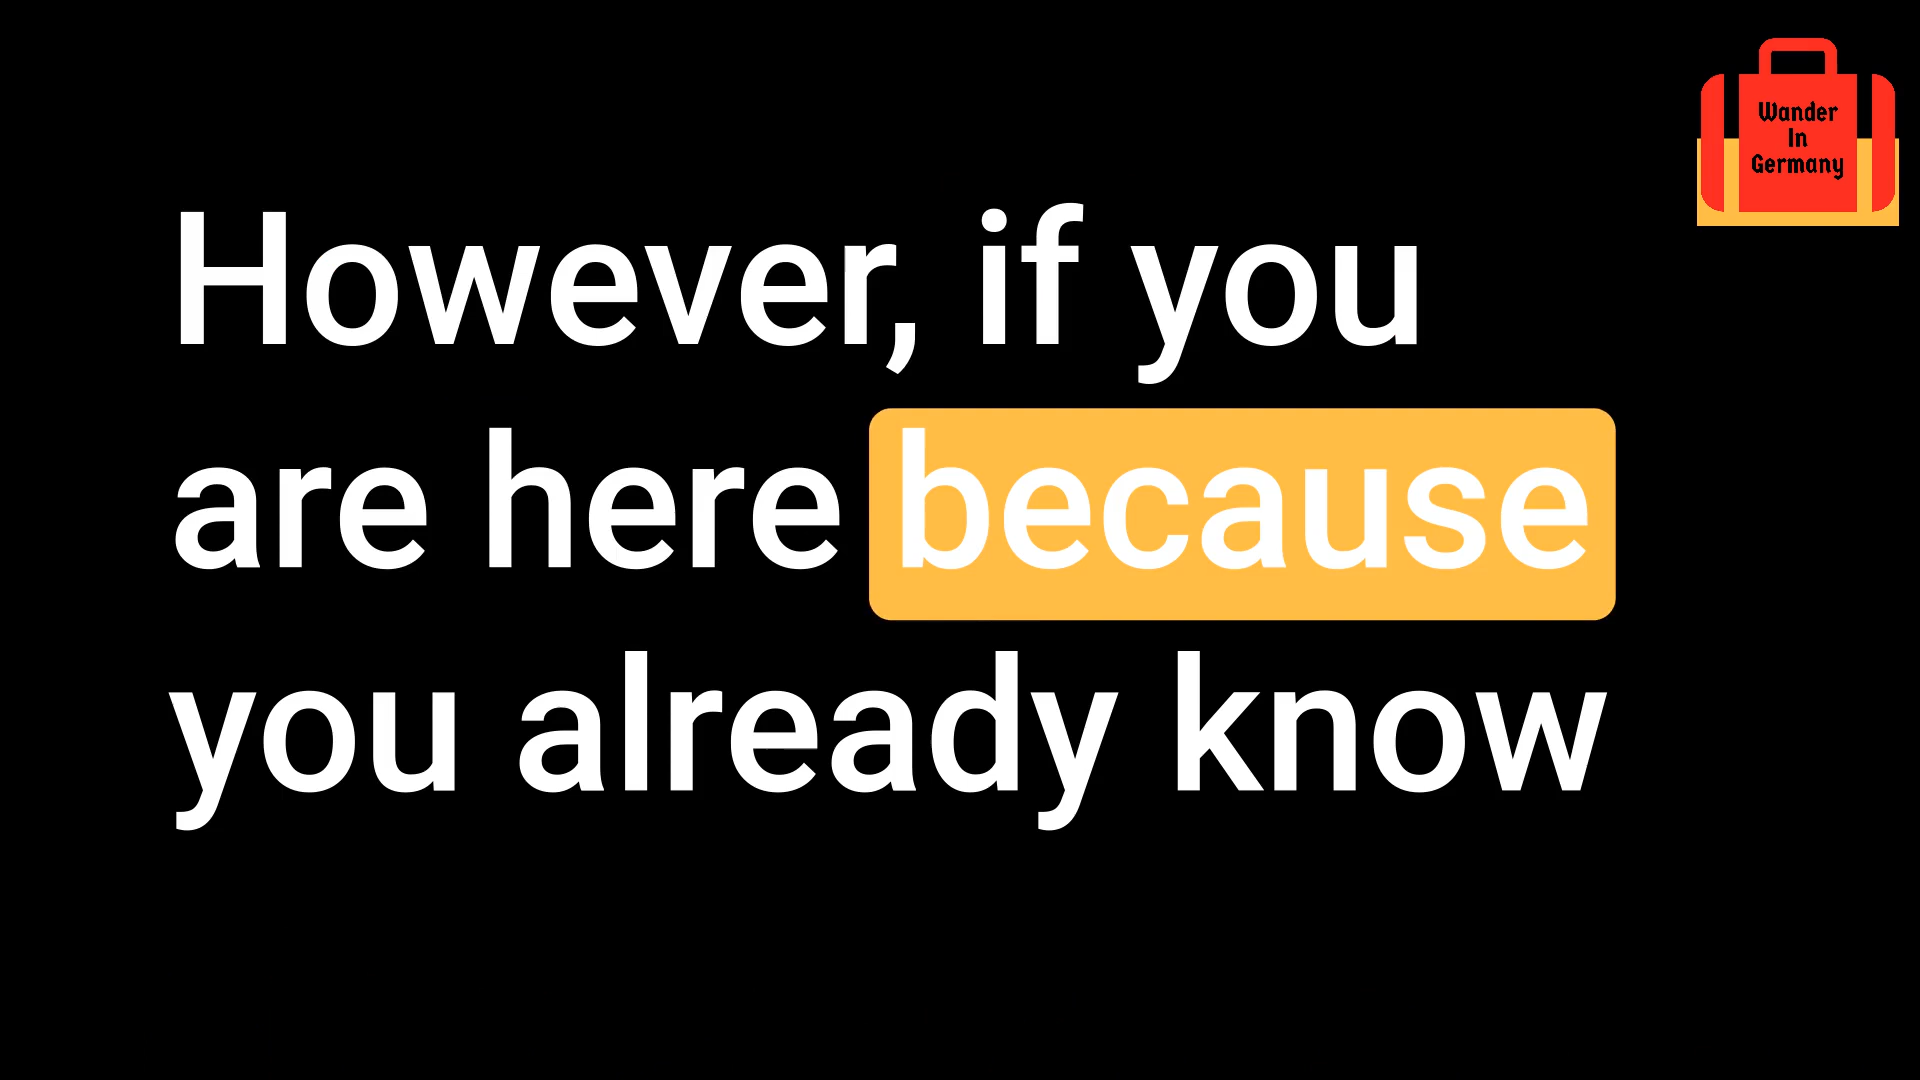 Wander
In
Germany
However, if you
are here because
you already know